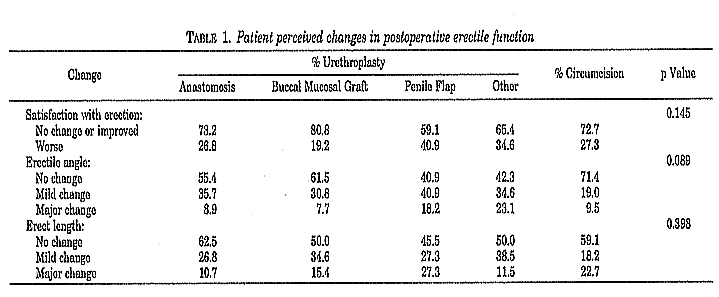 TABLE 1. Patient perceived changes in postoperative erectile function
Change % Urethroplasty % Circumcision p Value
Anastomosis Buccal Mucosal Graft Penile Flap Other
Satisfaction with erection: 0.145
No change or improved 73.2 80.8 59.1 65.4 72.7
Worse 26.8 19.2 40.9 34.6 27.3
Erectile angle: 0.089
No change 55.4 61.5 40.9 42.3 71.4
Mild change 35.7 30.8 40.9 34.6 19.0
Major change 8.9 7.7 18.2 23.1 9.5
Erect length: 0.393
No change 62.5 50.0 45.5 50.0 59.1
Mild change 26.8 34.6 27.3 38.5 18.2
Major change 10.7 15.4 27.3 11.5 22.7